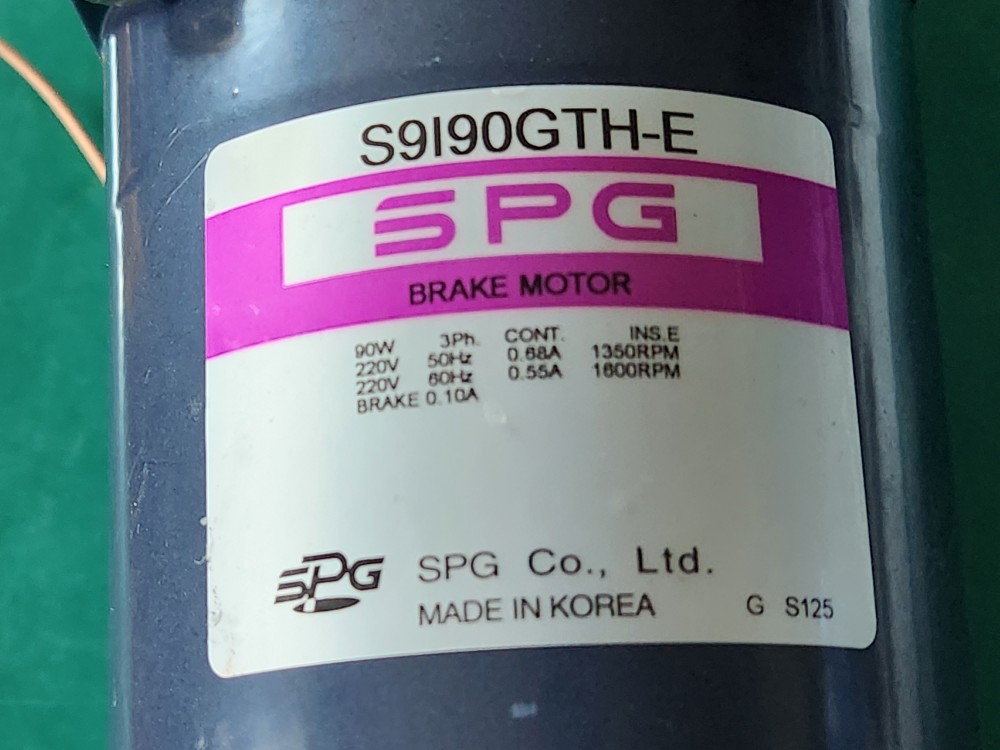 S9I90GTH-E
SPG
BRAKE MOTOR
90W 3Ph. CONT. INS.E
220V 50Hz 0.68A 1350RPM
220V 60Hz 0.55A 1600RPM
BRAKE 0.10A
SPG SPG Co., Ltd.
MADE IN KOREA G S125